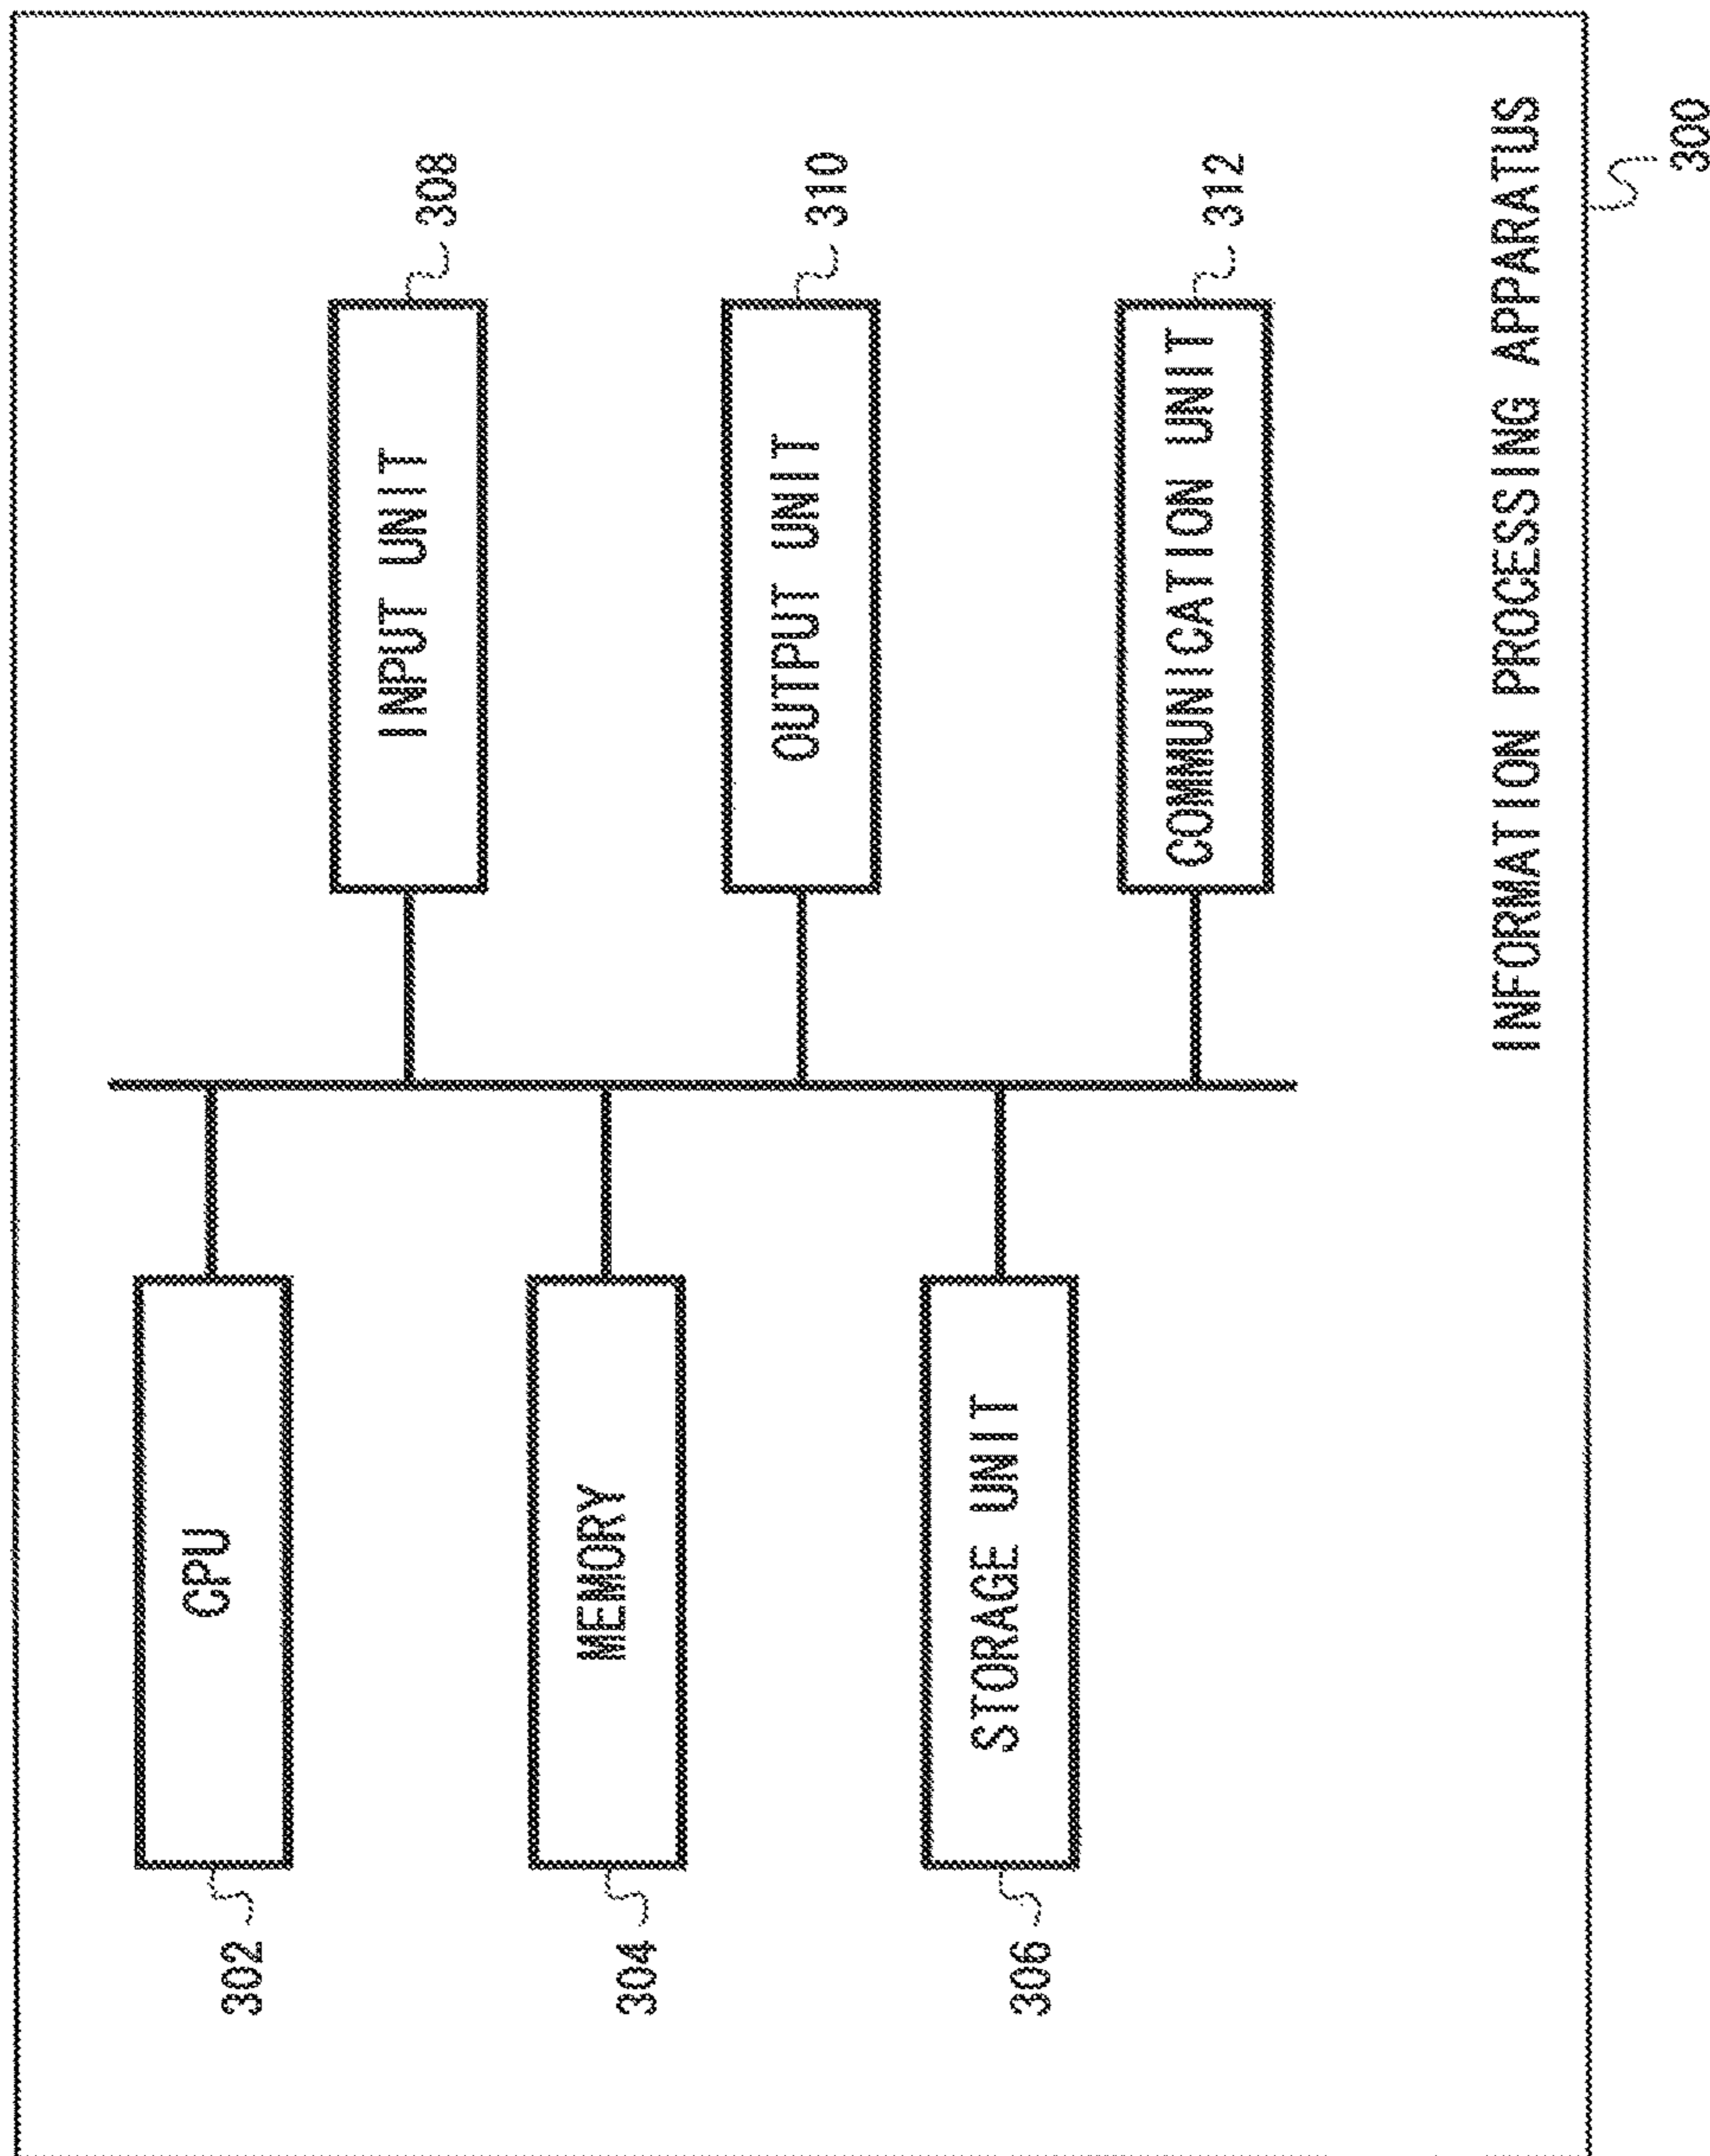 302
CPU
INPUT UNIT
308
304
MEMORY
OUTPUT UNIT
310
306
STORAGE UNIT
COMMUNICATION UNIT
312
INFORMATION PROCESSING APPARATUS
300